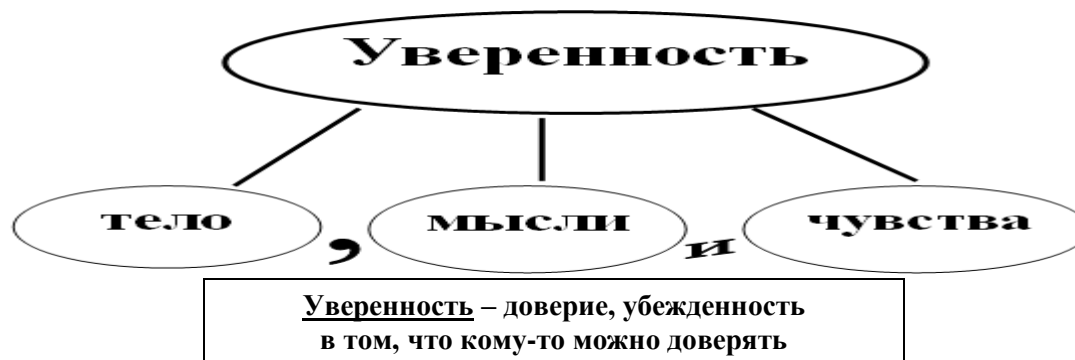 Уверенность
тело , мысли и чувства
Уверенность – доверие, убежденность
в том, что кому-то можно доверять